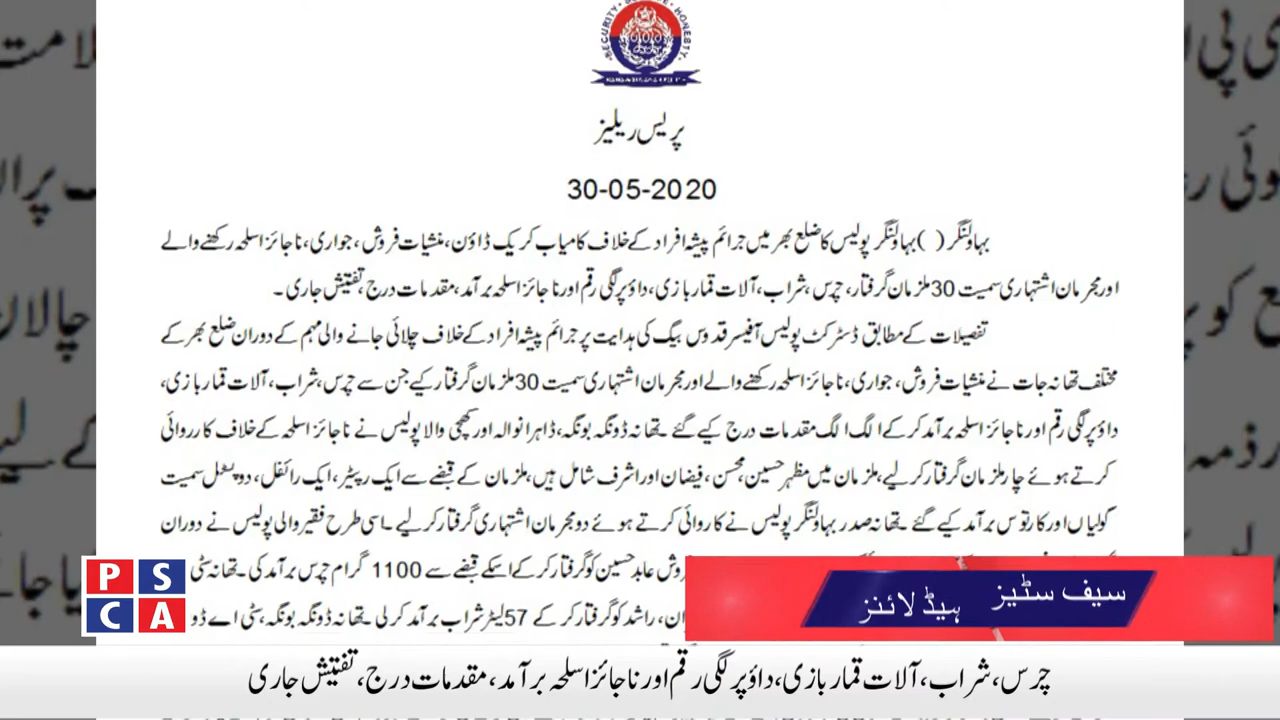 SECURITY HONESTY
پریس ریلیز
30-05-2020
بہاولنگر ( ) بہاولنگر پولیس کا ضلع بھر میں جرائم پیشہ افراد کے خلاف کامیاب کریک ڈاؤن، منشیات فروش، جواری، ناجائز اسلحہ رکھنے والے
اور مجرمان اشتہاری سمیت 30 ملزمان گرفتار، چرس، شراب، آلات قمار بازی، داؤ پر لگی رقم اور ناجائز اسلحہ برآمد، مقدمات درج، تفتیش جاری ۔
تفصیلات کے مطابق ڈسٹرکٹ پولیس آفیسر قدوس بیگ کی ہدایت پر جرائم پیشہ افراد کے خلاف چلائی جانے والی مہم کے دوران ضلع بھر کے
مختلف تھانہ جات نے منشیات فروش، جواری، ناجائز اسلحہ رکھنے والے اور مجرمان اشتہاری سمیت 30 ملزمان گرفتار کیے جن سے چرس، شراب، آلات قمار بازی،
داؤ پر لگی رقم اور ناجائز اسلحہ برآمد کر کے الگ الگ مقدمات درج کیے گئے ۔ تھانہ ڈونگہ بونگہ، ڈاہرانوالہ اور کھچی والا پولیس نے ناجائز اسلحہ کے خلاف کارروائی
کرتے ہوئے چار ملزمان گرفتار کر لیے، ملزمان میں مظہر حسین، محسن، فیضان اور اشرف شامل ہیں، ملزمان کے قبضے سے ایک رپیٹر، ایک رائفل، دو پسٹل سمیت
گولیاں اور کارتوس برآمد کیے گئے ۔ تھانہ صدر بہاولنگر پولیس نے کاروائی کرتے ہوئے دو مجرمان اشتہاری گرفتار کر لیے ۔ اسی طرح فقیر والی پولیس نے دوران
روش عابد حسین کو گرفتار کر کے اسکے قبضے سے 1100 گرام چرس برآمد کی ۔ تھانہ سٹی
ان، راشد کو گرفتار کر کے 57 لیٹر شراب برآمد کر لی ۔ تھانہ ڈونگہ بونگہ، سٹی اے ڈو
PSCA
سیف سٹیز
ہیڈلائنز
چرس، شراب، آلات قمار بازی، داؤ پر لگی رقم اور ناجائز اسلحہ برآمد، مقدمات درج، تفتیش جاری